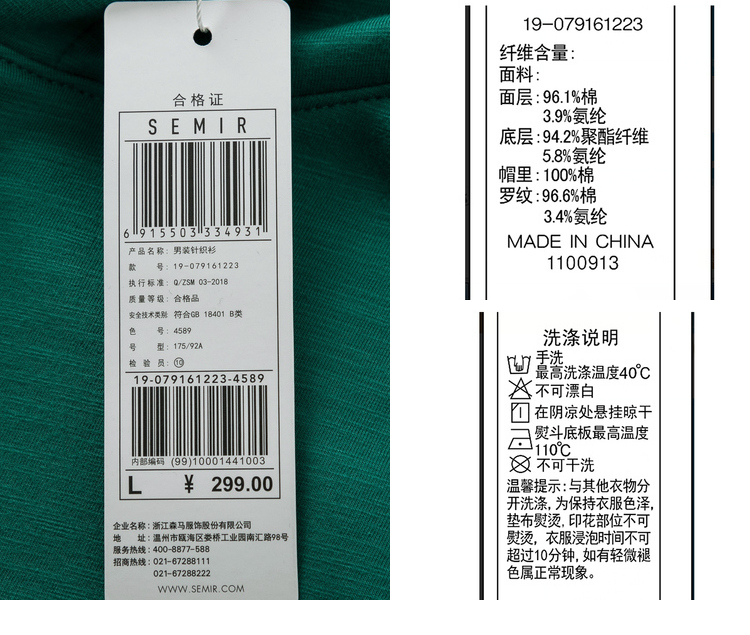 合格证
SEMIR
6 915503 334931
产品名称: 男装针织衫
款 号: 19-079161223
执行标准: Q/ZSM 03-2018
质量等级: 合格品
安全技术类别: 符合GB 18401 B类
色 号: 4589
号 型: 175/92A
检 验 员: 10
19-079161223-4589
内部编码 (99)10001441003
L ¥ 299.00
企业名称: 浙江森马服饰股份有限公司
地 址: 温州市瓯海区娄桥工业园南汇路98号
服务热线: 400-8877-588
招商热线: 021-67288111
021-67288222
WWW.SEMIR.COM
19-079161223
纤维含量:
面料:
面层: 96.1%棉
3.9%氨纶
底层: 94.2%聚酯纤维
5.8%氨纶
帽里: 100%棉
罗纹: 96.6%棉
3.4%氨纶
MADE IN CHINA
1100913
洗涤说明
手洗
最高洗涤温度40℃
不可漂白
在阴凉处悬挂晾干
熨斗底板最高温度
110℃
不可干洗
温馨提示: 与其他衣物分
开洗涤, 为保持衣服色泽,
垫布熨烫, 印花部位不可
熨烫, 衣服浸泡时间不可
超过10分钟, 如有轻微褪
色属正常现象。